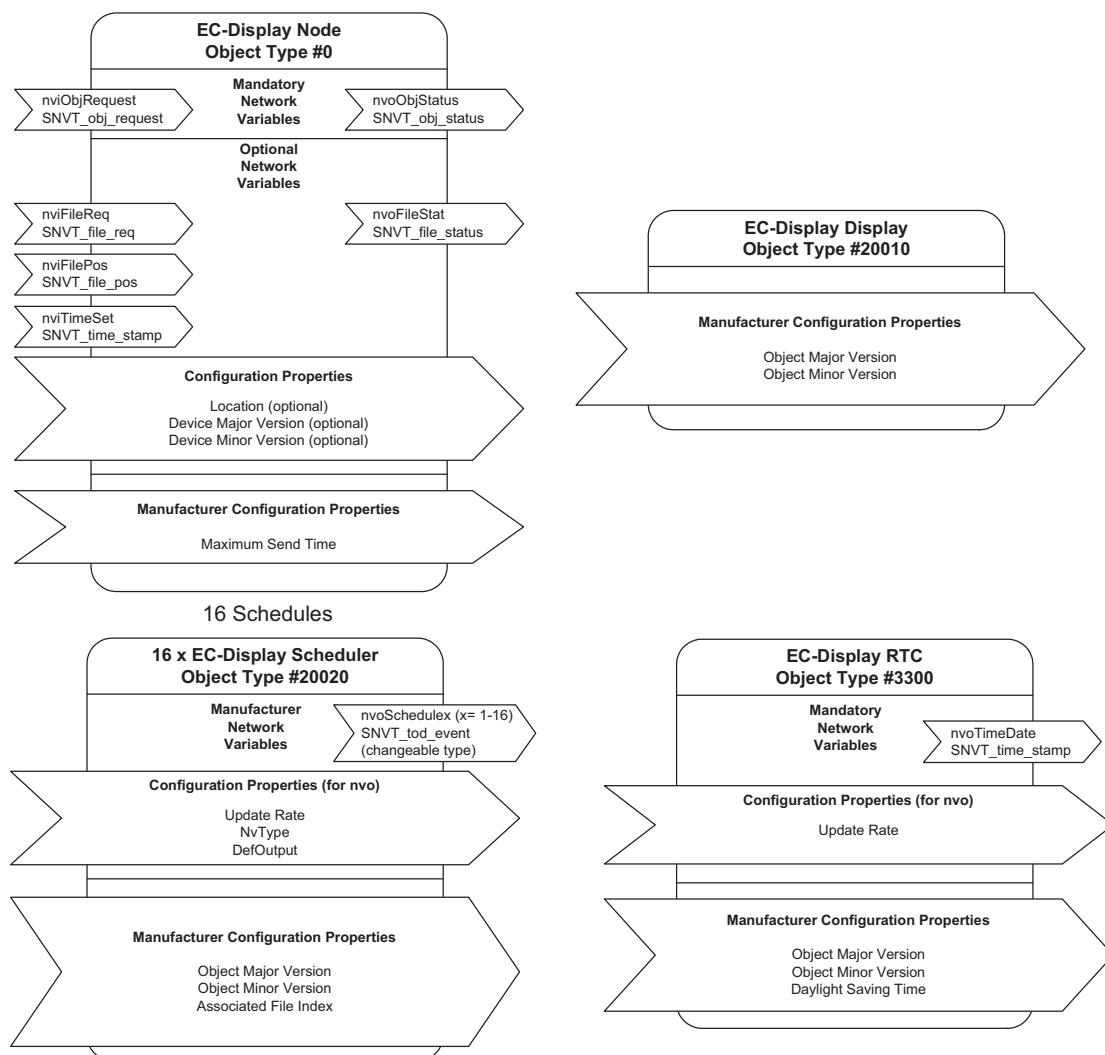 EC-Display Node
Object Type #0
Mandatory
Network
Variables
nviObjRequest
SNVT_obj_request
nvoObjStatus
SNVT_obj_status
Optional
Network
Variables
nviFileReq
SNVT_file_req
nvoFileStat
SNVT_file_status
nviFilePos
SNVT_file_pos
nviTimeSet
SNVT_time_stamp
Configuration Properties
Location (optional)
Device Major Version (optional)
Device Minor Version (optional)
Manufacturer Configuration Properties
Maximum Send Time
EC-Display Display
Object Type #20010
Manufacturer Configuration Properties
Object Major Version
Object Minor Version
16 Schedules
16 x EC-Display Scheduler
Object Type #20020
Manufacturer
Network
Variables
nvoSchedulex (x= 1-16)
SNVT_tod_event
(changeable type)
Configuration Properties (for nvo)
Update Rate
NvType
DefOutput
Manufacturer Configuration Properties
Object Major Version
Object Minor Version
Associated File Index
EC-Display RTC
Object Type #3300
Mandatory
Network
Variables
nvoTimeDate
SNVT_time_stamp
Configuration Properties (for nvo)
Update Rate
Manufacturer Configuration Properties
Object Major Version
Object Minor Version
Daylight Saving Time